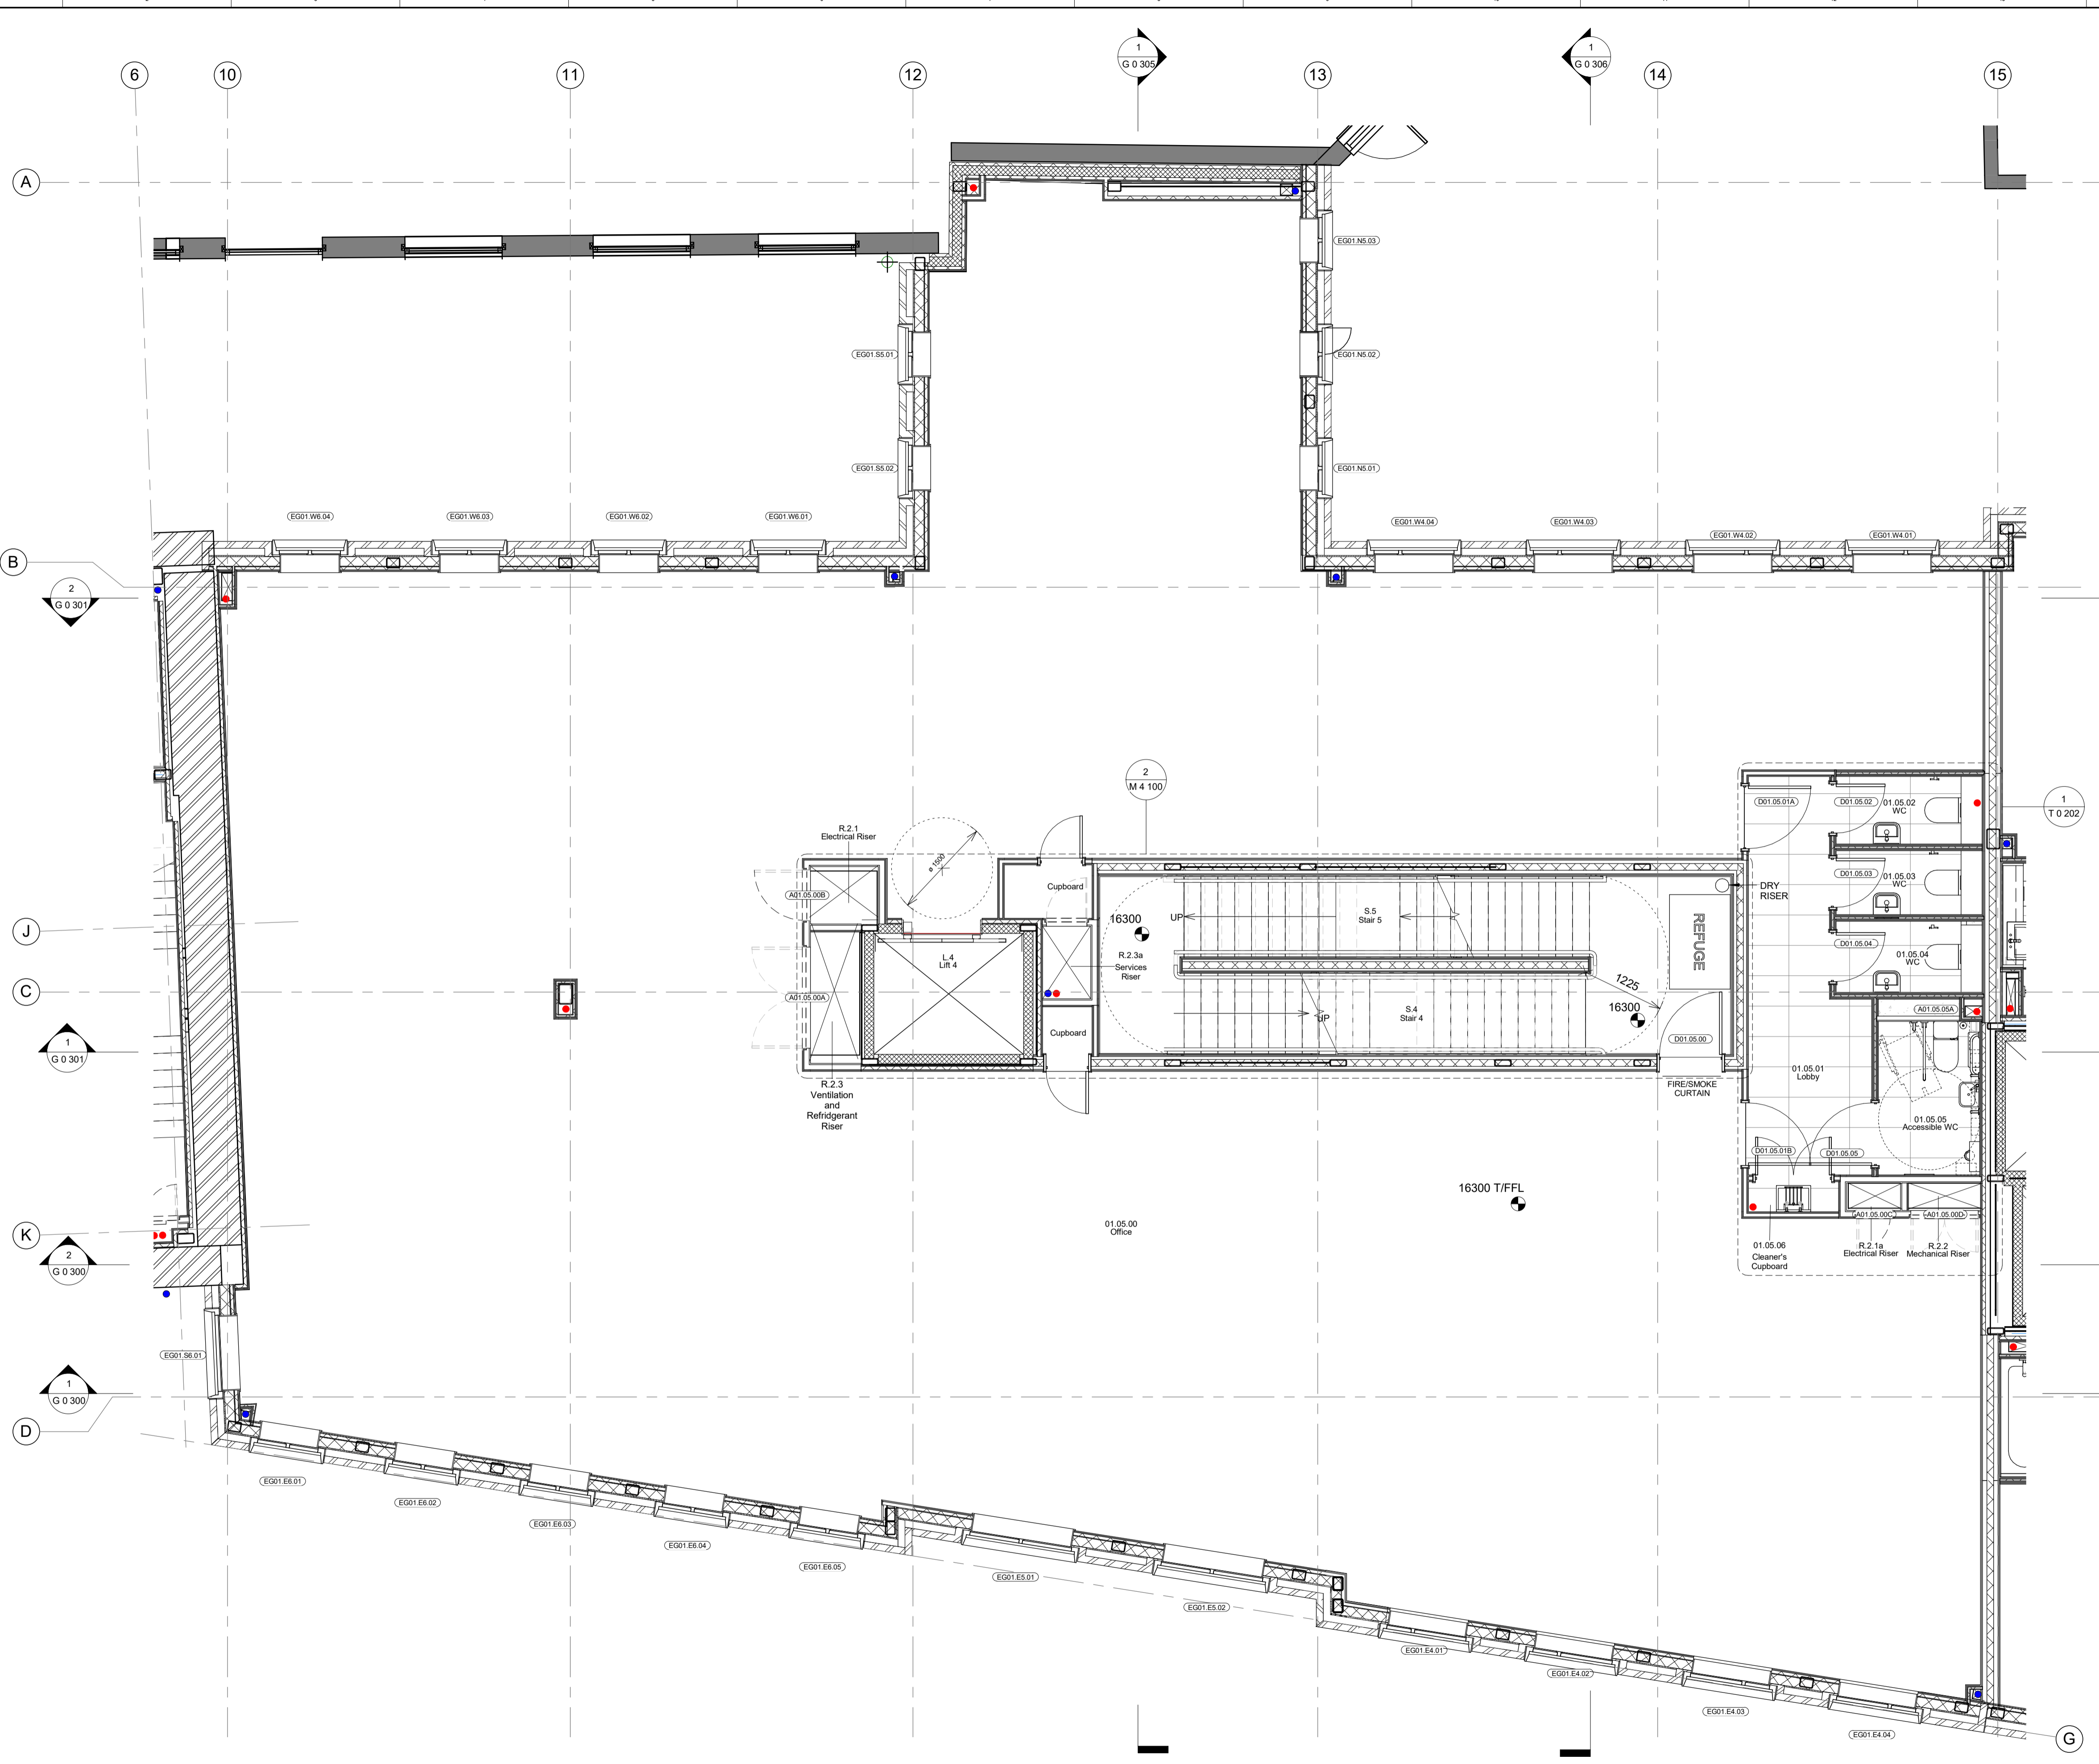 1
G 0 305
1
G 0 306
6
10
11
12
13
14
15
A
EG01.N5.03
EG01.S5.01
EG01.N5.02
EG01.S5.02
EG01.N5.01
EG01.W6.04
EG01.W6.03
EG01.W6.02
EG01.W6.01
EG01.W4.04
EG01.W4.03
EG01.W4.02
EG01.W4.01
B
2
G 0 301
2
M 4 100
1
T 0 202
D01.05.01A
D01.05.02
01.05.02
WC
R.2.1
Electrical Riser
1500
A01.05.00B
Cupboard
D01.05.03
01.05.03
WC
DRY
RISER
REFUGE
16300
UP
S.5
Stair 5
J
L.4
Lift 4
R.2.3a
Services
Riser
D01.05.04
01.05.04
WC
C
A01.05.00A
1225
16300
A01.05.05A
UP
S.4
Stair 4
Cupboard
D01.05.00
1
G 0 301
01.05.01
Lobby
FIRE/SMOKE
CURTAIN
R.2.3
Ventilation
and
Refridgerant
Riser
01.05.05
Accessible WC
D01.05.01B
D01.05.05
16300 T/FFL
01.05.00
Office
A01.05.00C
A01.05.00D
K
2
G 0 300
01.05.06
Cleaner's
Cupboard
R.2.1a
Electrical Riser
R.2.2
Mechanical Riser
EG01.S6.01
1
G 0 300
D
EG01.E6.01
EG01.E6.02
EG01.E6.03
EG01.E6.04
EG01.E6.05
EG01.E5.01
EG01.E5.02
EG01.E4.01
EG01.E4.02
EG01.E4.03
EG01.E4.04
G